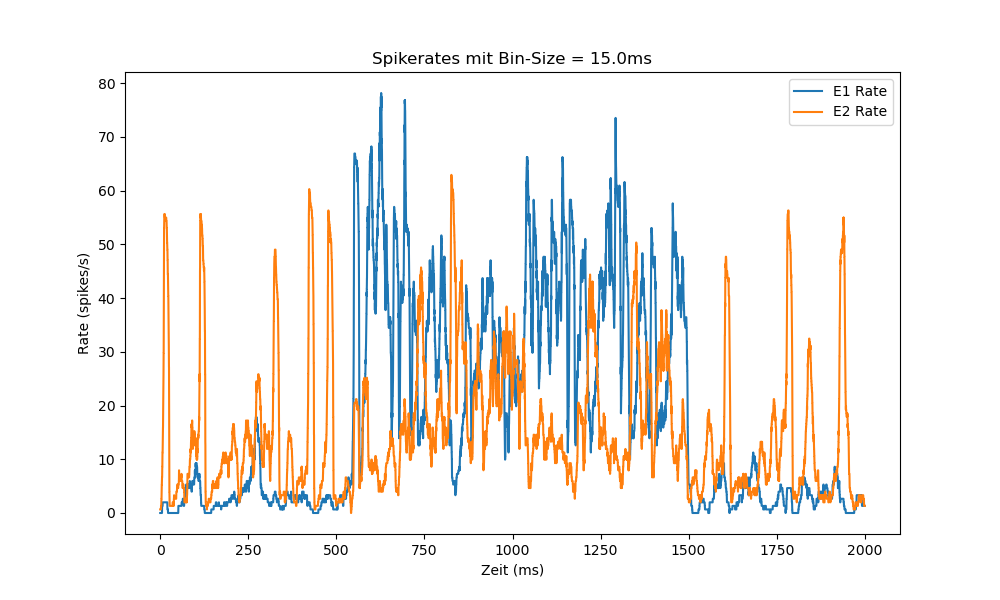 Spikerates mit Bin-Size = 15.0ms
E1 Rate
E2 Rate
80
70
60
50
40
30
20
10
0
Rate (spikes/s)
0 250 500 750 1000 1250 1500 1750 2000
Zeit (ms)